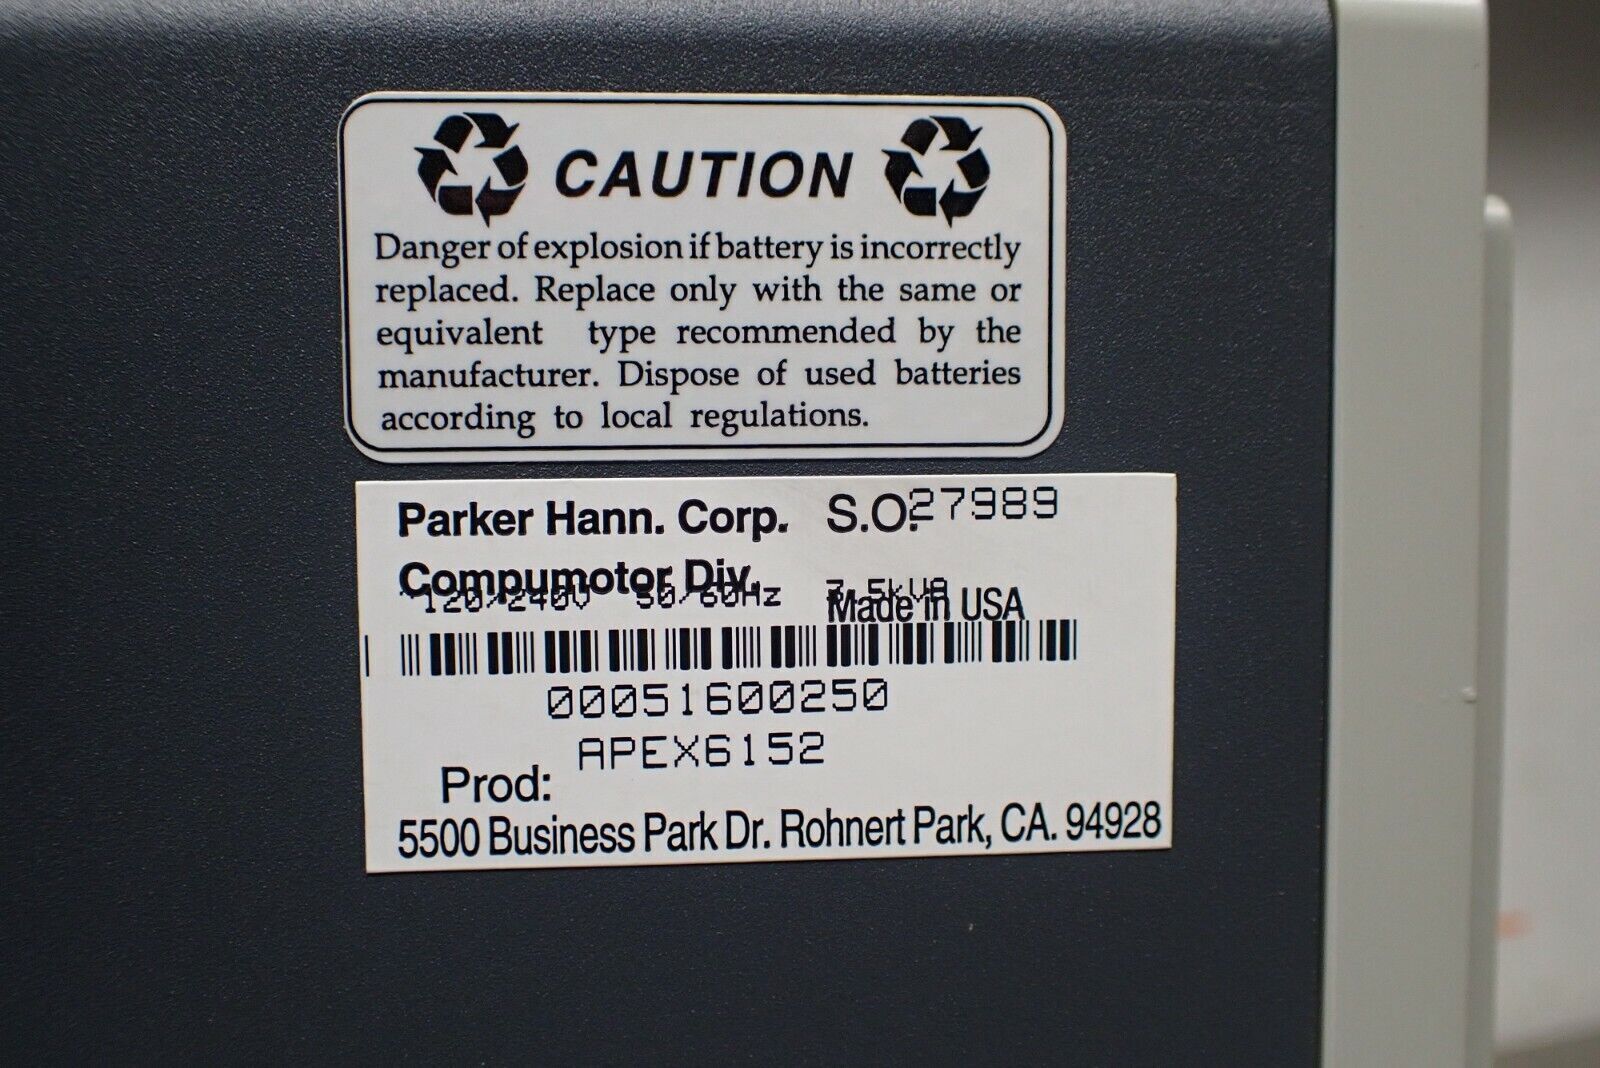 CAUTION
Danger of explosion if battery is incorrectly
replaced. Replace only with the same or
equivalent type recommended by the
manufacturer. Dispose of used batteries
according to local regulations.
Parker Hann. Corp. S.O. 27989
Compumotor Div.
120/240V 50/60Hz 7.5kVA
Made in USA
00051600250
APEX6152
Prod:
5500 Business Park Dr. Rohnert Park, CA. 94928